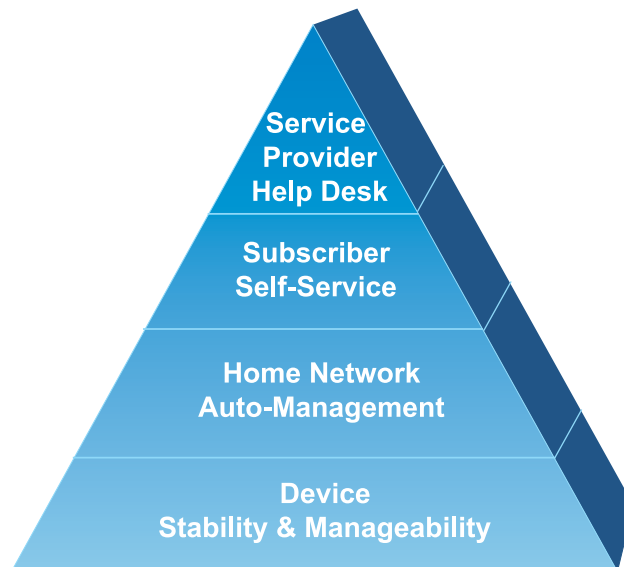 Service
Provider
Help Desk
Subscriber
Self-Service
Home Network
Auto-Management
Device
Stability & Manageability